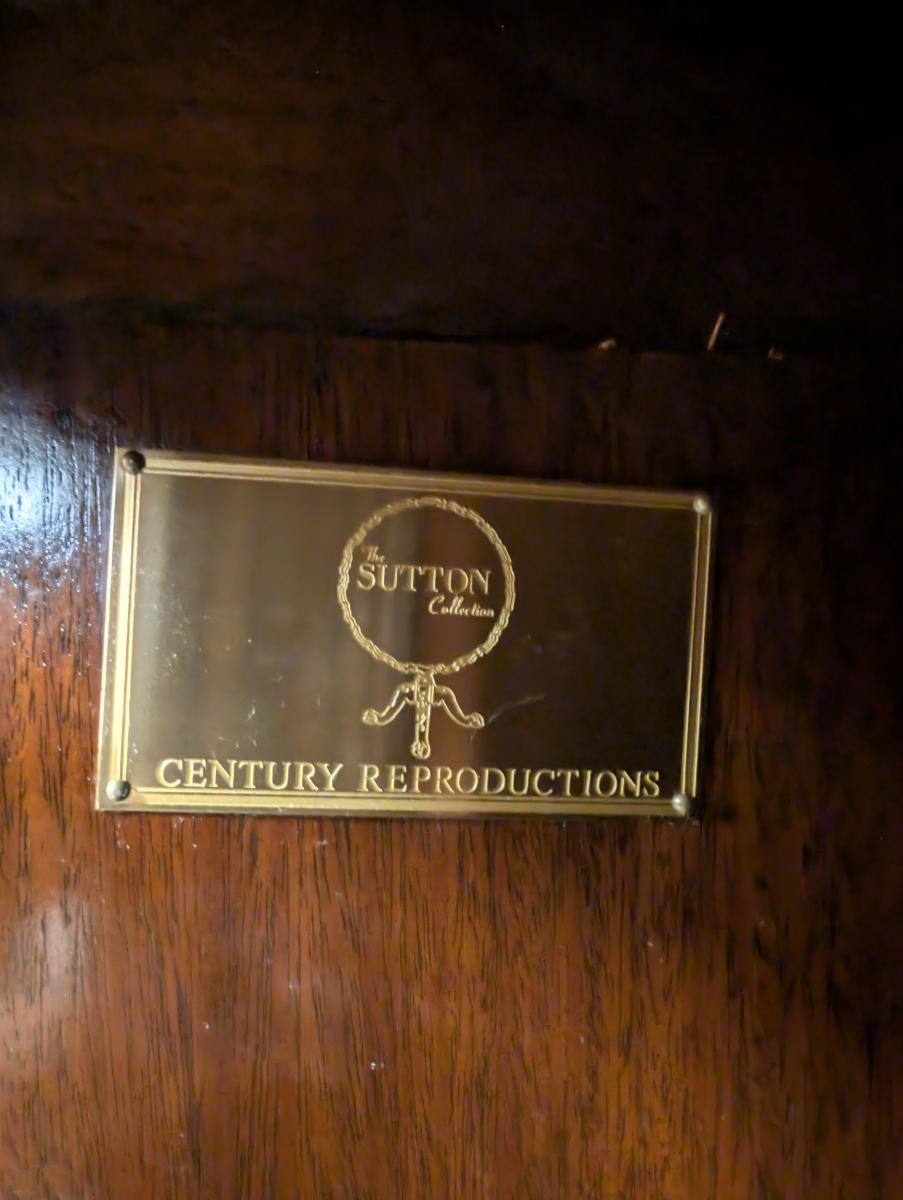 The
SUTTON
Collection
CENTURY REPRODUCTIONS